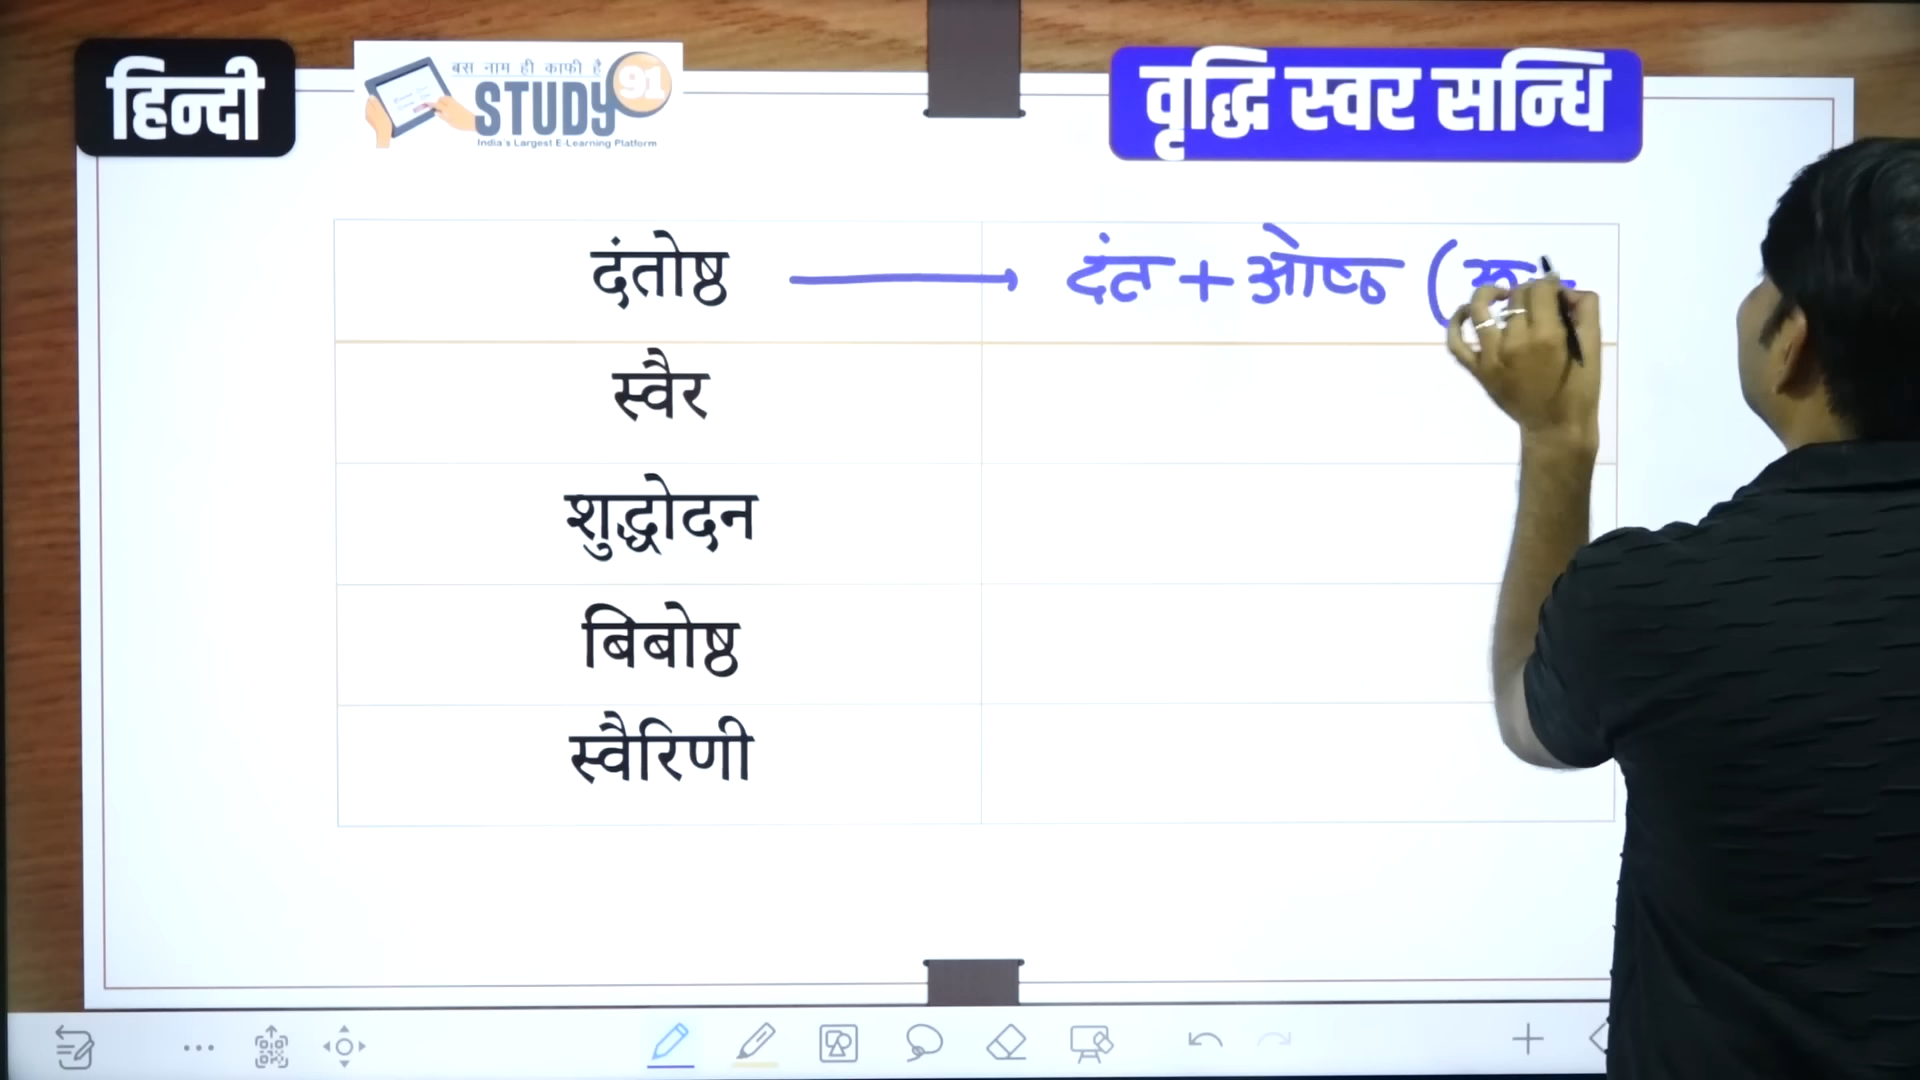 हिन्दी
बस नाम ही काफी है
STUDY 91
India's Largest E-Learning Platform
वृद्धि स्वर सन्धि
दंतोष्ठ दंत + ओष्ठ (
स्वैर
शुद्धोदन
बिबोष्ठ
स्वैरिणी